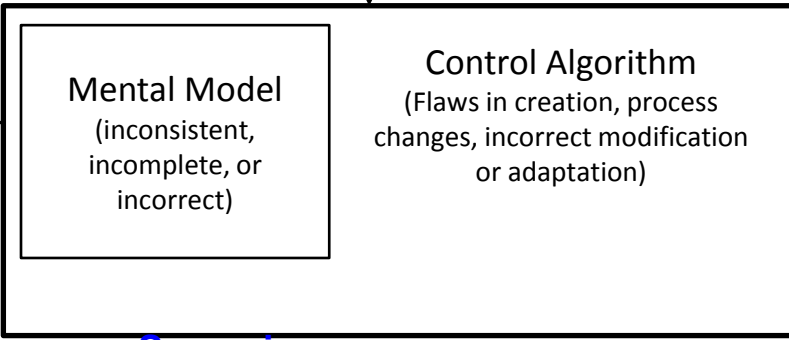 Mental Model
(inconsistent,
incomplete, or
incorrect)
Control Algorithm
(Flaws in creation, process
changes, incorrect modification
or adaptation)